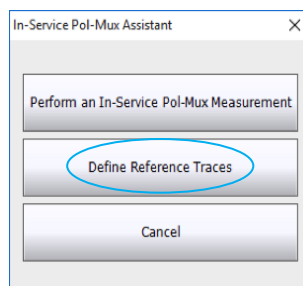 In-Service Pol-Mux Assistant
Perform an In-Service Pol-Mux Measurement
Define Reference Traces
Cancel